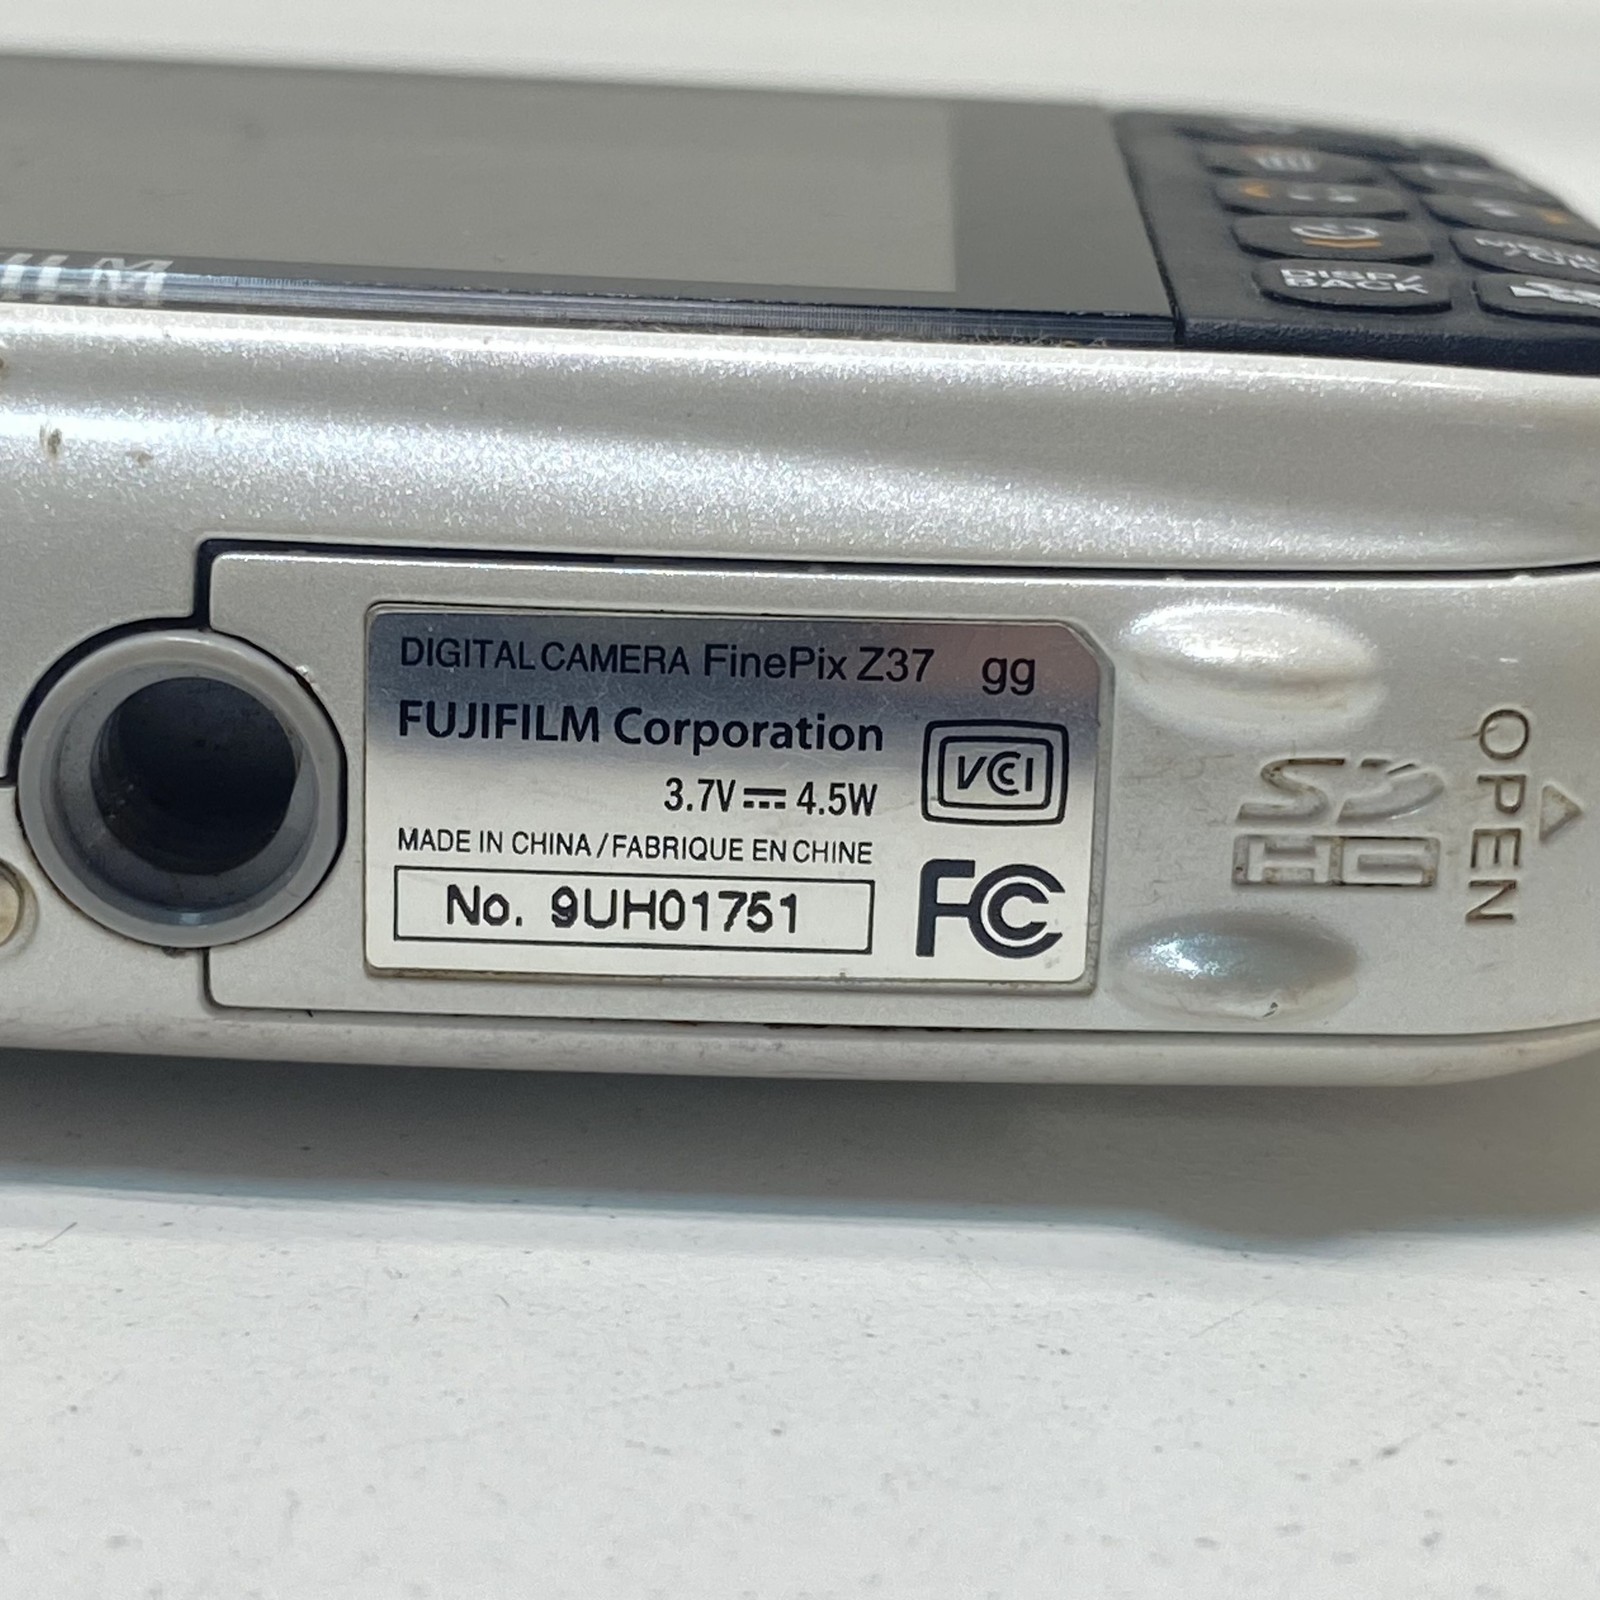 DISP/
BACK
DIGITAL CAMERA FinePix Z37 gg
FUJIFILM Corporation
VCCI
3.7V 4.5W
MADE IN CHINA/FABRIQUE EN CHINE
No. 9UH01751
FC
SD
HC
OPEN